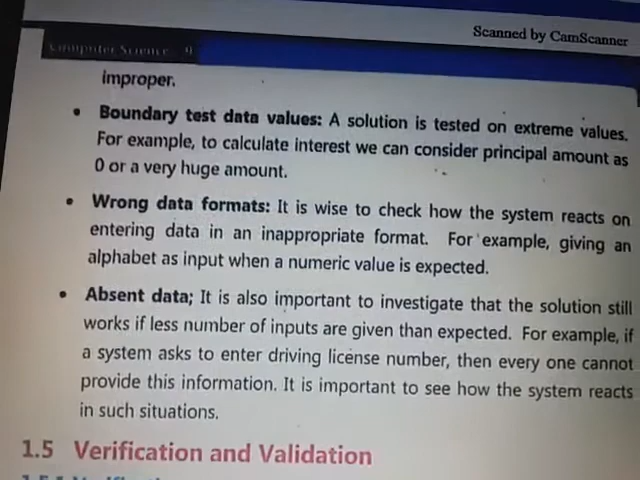 Scanned by CamScanner
Computer Science 9
improper.
• Boundary test data values: A solution is tested on extreme values.
For example, to calculate interest we can consider principal amount as
0 or a very huge amount.
• Wrong data formats: It is wise to check how the system reacts on
entering data in an inappropriate format. For example, giving an
alphabet as input when a numeric value is expected.
• Absent data; It is also important to investigate that the solution still
works if less number of inputs are given than expected. For example, if
a system asks to enter driving license number, then every one cannot
provide this information. It is important to see how the system reacts
in such situations.
1.5 Verification and Validation